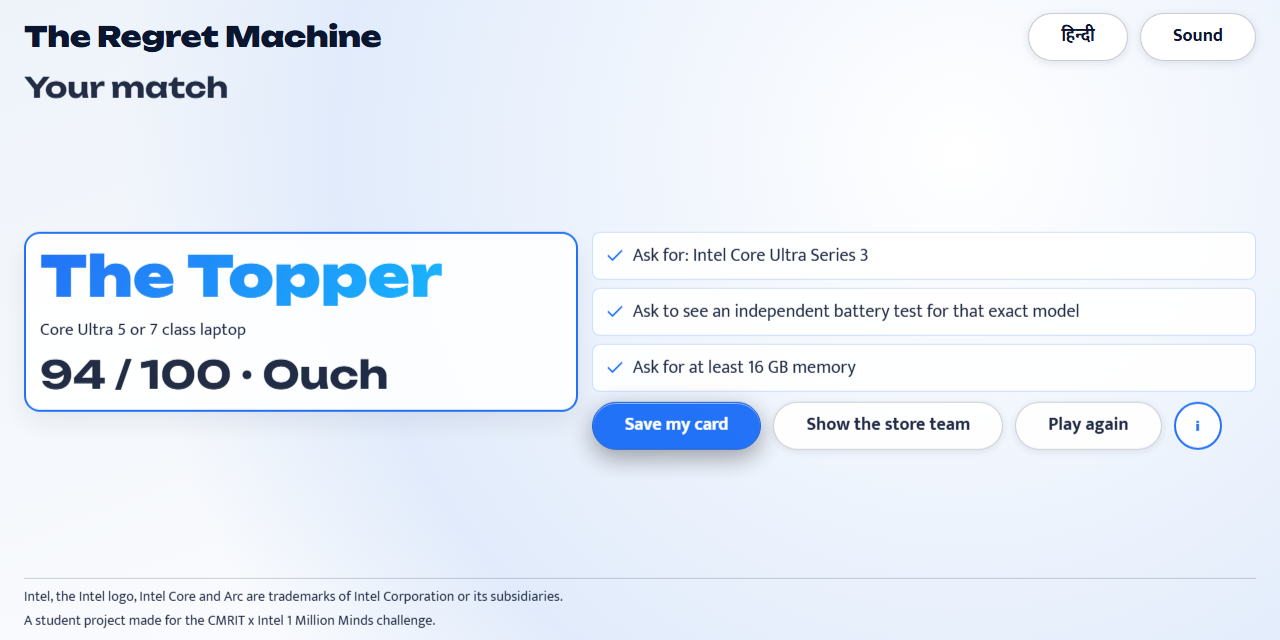 The Regret Machine
हिन्दी
Sound
Your match
The Topper
Core Ultra 5 or 7 class laptop
94 / 100 · Ouch
Ask for: Intel Core Ultra Series 3
Ask to see an independent battery test for that exact model
Ask for at least 16 GB memory
Save my card
Show the store team
Play again
i
Intel, the Intel logo, Intel Core and Arc are trademarks of Intel Corporation or its subsidiaries.
A student project made for the CMRIT x Intel 1 Million Minds challenge.